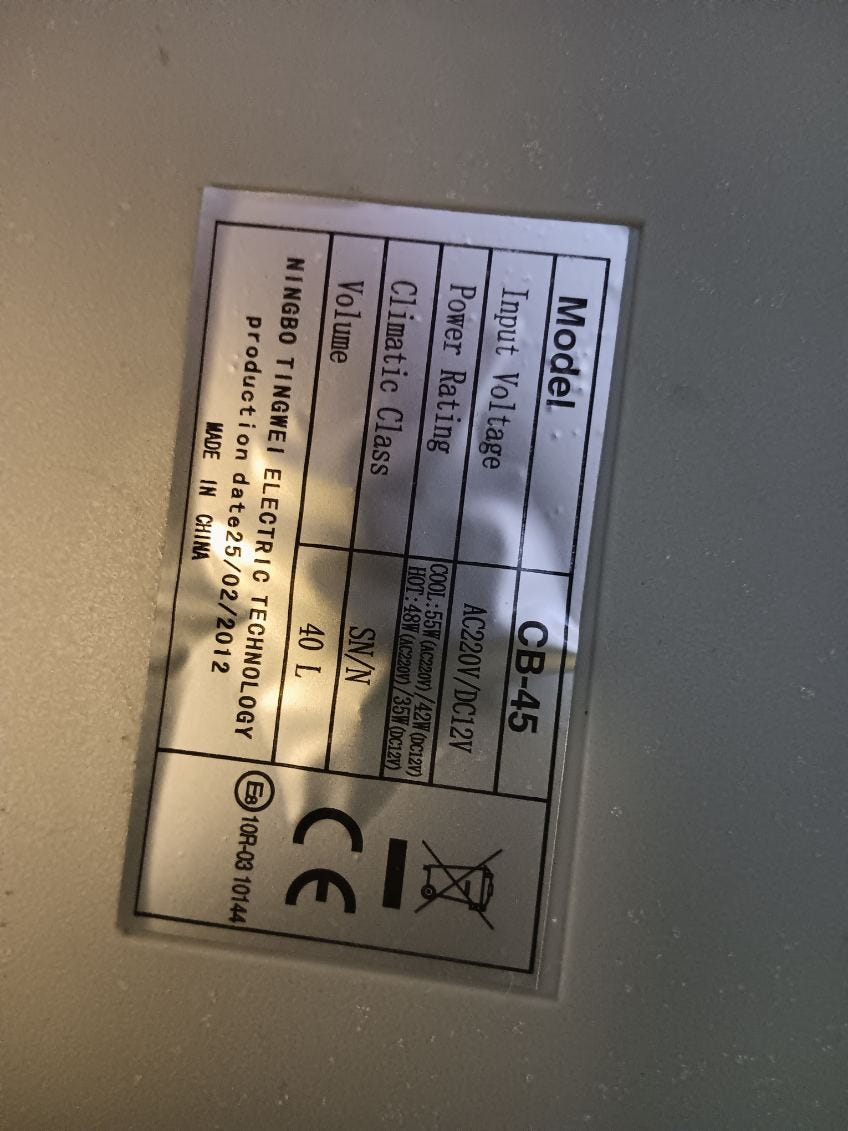 Model CB-45
Input Voltage AC220V/DC12V
Power Rating COOL:55W(AC220V)/42W(DC12V)
HOT:48W(AC220V)/35W(DC12V)
Climatic Class SN/N
Volume 40 L
NINGBO TINGWEI ELECTRIC TECHNOLOGY
production date25/02/2012
MADE IN CHINA
CE
E8 10R-03 10144